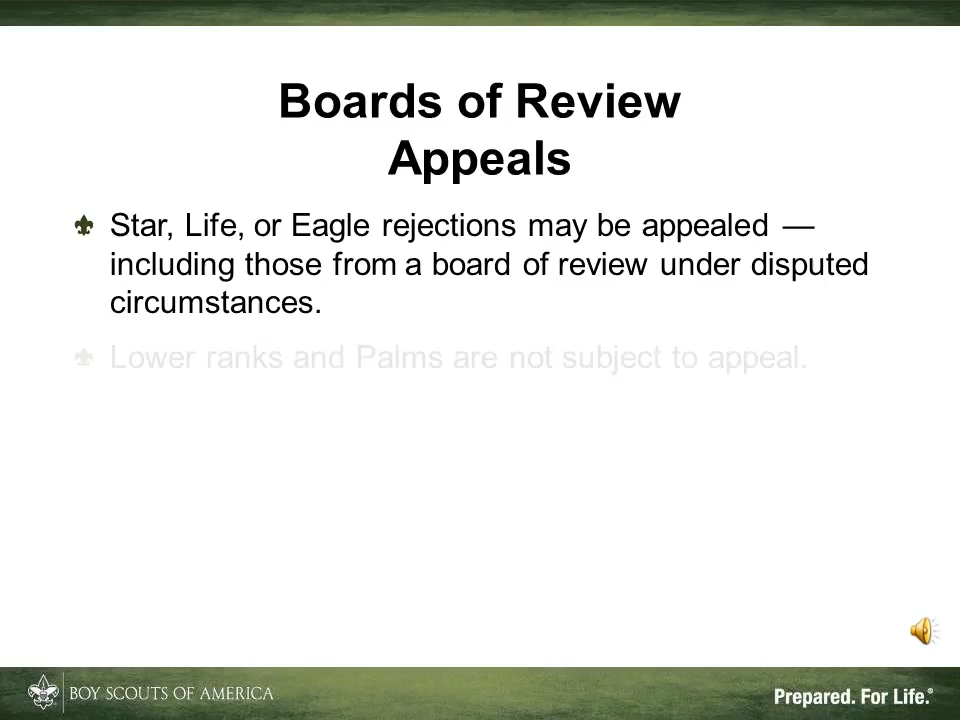 Boards of Review
Appeals
Star, Life, or Eagle rejections may be appealed —
including those from a board of review under disputed
circumstances.
Lower ranks and Palms are not subject to appeal.
BOY SCOUTS OF AMERICA
Prepared. For Life.®